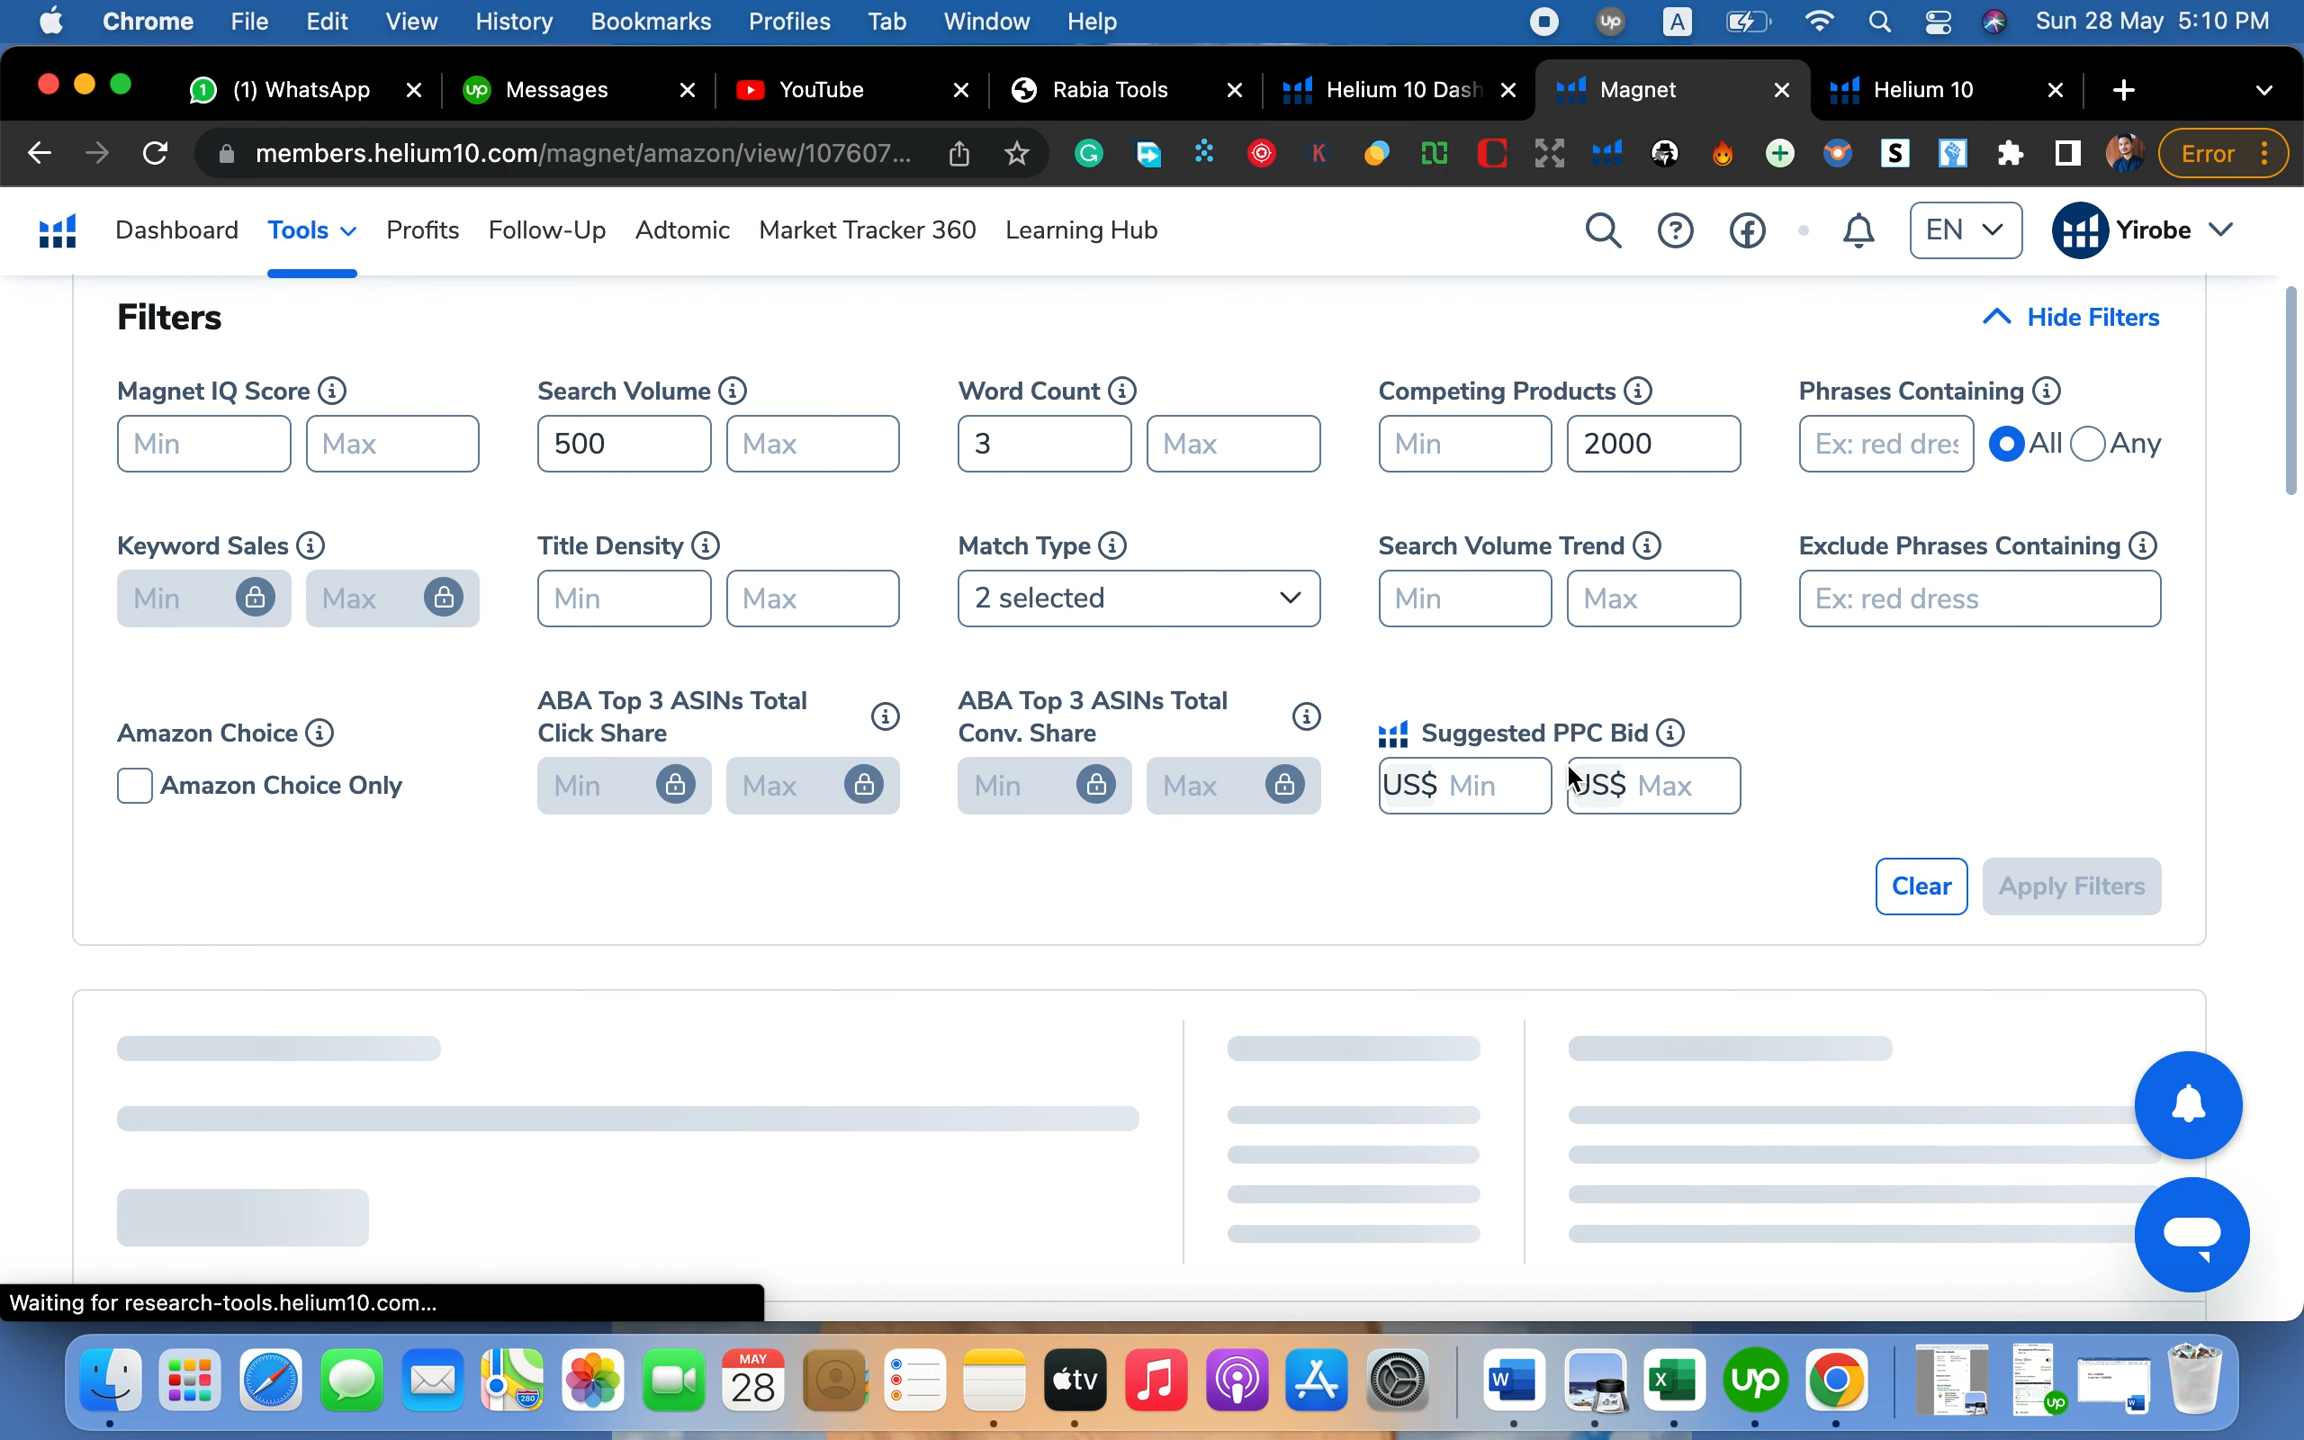 Chrome File Edit View History Bookmarks Profiles Tab Window Help UP A Sun 28 May 5:10 PM
1 (1) WhatsApp up Messages YouTube Rabia Tools Helium 10 Dash Magnet Helium 10
members.helium10.com/magnet/amazon/view/107607... Error
Dashboard Tools Profits Follow-Up Adtomic Market Tracker 360 Learning Hub EN Yirobe
Filters Hide Filters
Magnet IQ Score Search Volume Word Count Competing Products Phrases Containing
Min Max 500 Max 3 Max Min 2000 Ex: red dres All Any
Keyword Sales Title Density Match Type Search Volume Trend Exclude Phrases Containing
Min Max Min Max 2 selected Min Max Ex: red dress
Amazon Choice ABA Top 3 ASINs Total ABA Top 3 ASINs Total Suggested PPC Bid
Click Share Conv. Share
Amazon Choice Only Min Max Min Max US$ Min US$ Max
Clear Apply Filters
Waiting for research-tools.helium10.com...
MAY
28 280 tv W X up up W